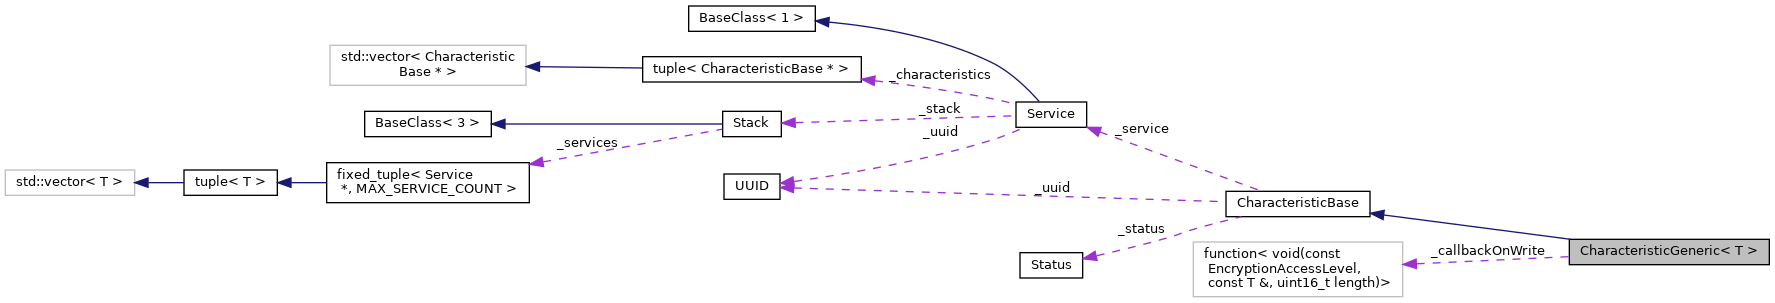 BaseClass< 1 >
std::vector< Characteristic
Base * >
tuple< CharacteristicBase * >
_characteristics
BaseClass< 3 >
Stack
_stack
Service
_uuid
_service
_services
std::vector< T >
tuple< T >
fixed_tuple< Service
*, MAX_SERVICE_COUNT >
UUID
_uuid
CharacteristicBase
_status
Status
function< void(const
EncryptionAccessLevel,
const T &, uint16_t length)>
_callbackOnWrite
CharacteristicGeneric< T >